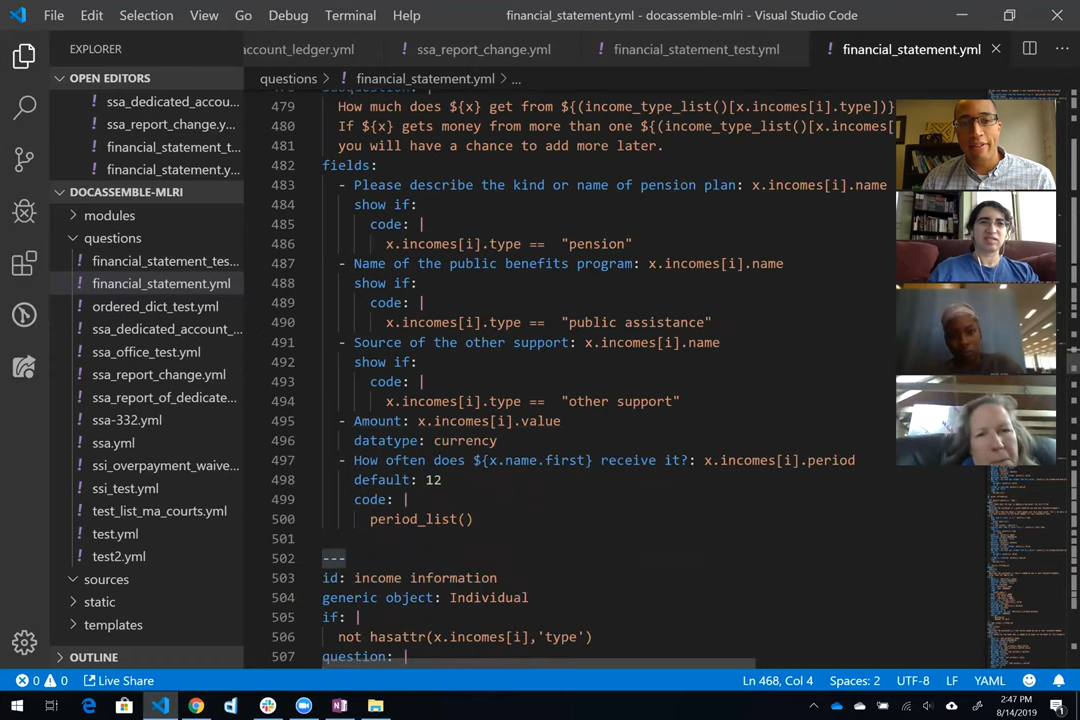 File Edit Selection View Go Debug Terminal Help financial_statement.yml - docassemble-mlri - Visual Studio Code
EXPLORER
account_ledger.yml ! ssa_report_change.yml ! financial_statement_test.yml ! financial_statement.yml
questions > ! financial_statement.yml > ...
OPEN EDITORS
! ssa_dedicated_accou...
! ssa_report_change.y...
! financial_statement_t...
! financial_statement.y...
DOCASSEMBLE-MLRI
modules
questions
! financial_statement_tes...
! financial_statement.yml
! ordered_dict_test.yml
! ssa_dedicated_account_...
! ssa_office_test.yml
! ssa_report_change.yml
! ssa_report_of_dedicate...
! ssa-332.yml
! ssa.yml
! ssi_overpayment_waive...
! ssi_test.yml
! test_list_ma_courts.yml
! test.yml
! test2.yml
sources
static
templates
OUTLINE
479 How much does ${x} get from ${(income_type_list()[x.incomes[i].type])}
480 If ${x} gets money from more than one ${(income_type_list()[x.incomes[
481 you will have a chance to add more later.
482 fields:
483 - Please describe the kind or name of pension plan: x.incomes[i].name
484 show if:
485 code: |
486 x.incomes[i].type == "pension"
487 - Name of the public benefits program: x.incomes[i].name
488 show if:
489 code: |
490 x.incomes[i].type == "public assistance"
491 - Source of the other support: x.incomes[i].name
492 show if:
493 code: |
494 x.incomes[i].type == "other support"
495 - Amount: x.incomes[i].value
496 datatype: currency
497 - How often does ${x.name.first} receive it?: x.incomes[i].period
498 default: 12
499 code: |
500 period_list()
501
502 ---
503 id: income information
504 generic object: Individual
505 if: |
506 not hasattr(x.incomes[i],'type')
507 question: |
0 0 Live Share Ln 468, Col 4 Spaces: 2 UTF-8 LF YAML
2:47 PM
8/14/2019